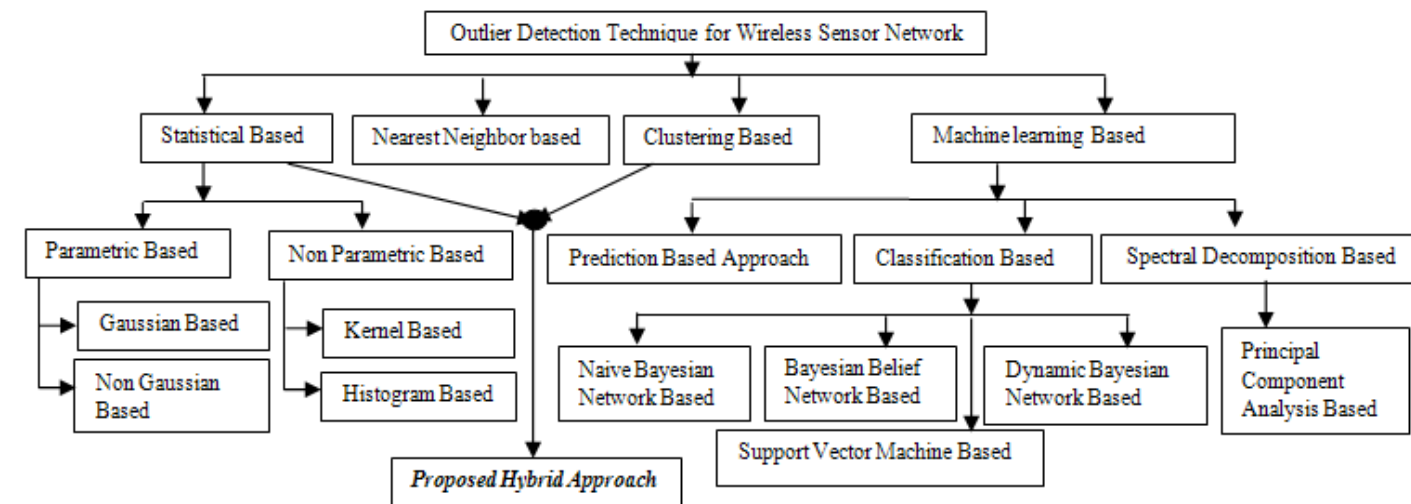 Outlier Detection Technique for Wireless Sensor Network
Statistical Based
Nearest Neighbor based
Clustering Based
Machine learning Based
Parametric Based
Non Parametric Based
Prediction Based Approach
Classification Based
Spectral Decomposition Based
Gaussian Based
Kernel Based
Non Gaussian
Based
Histogram Based
Naive Bayesian
Network Based
Bayesian Belief
Network Based
Dynamic Bayesian
Network Based
Principal
Component
Analysis Based
Support Vector Machine Based
Proposed Hybrid Approach